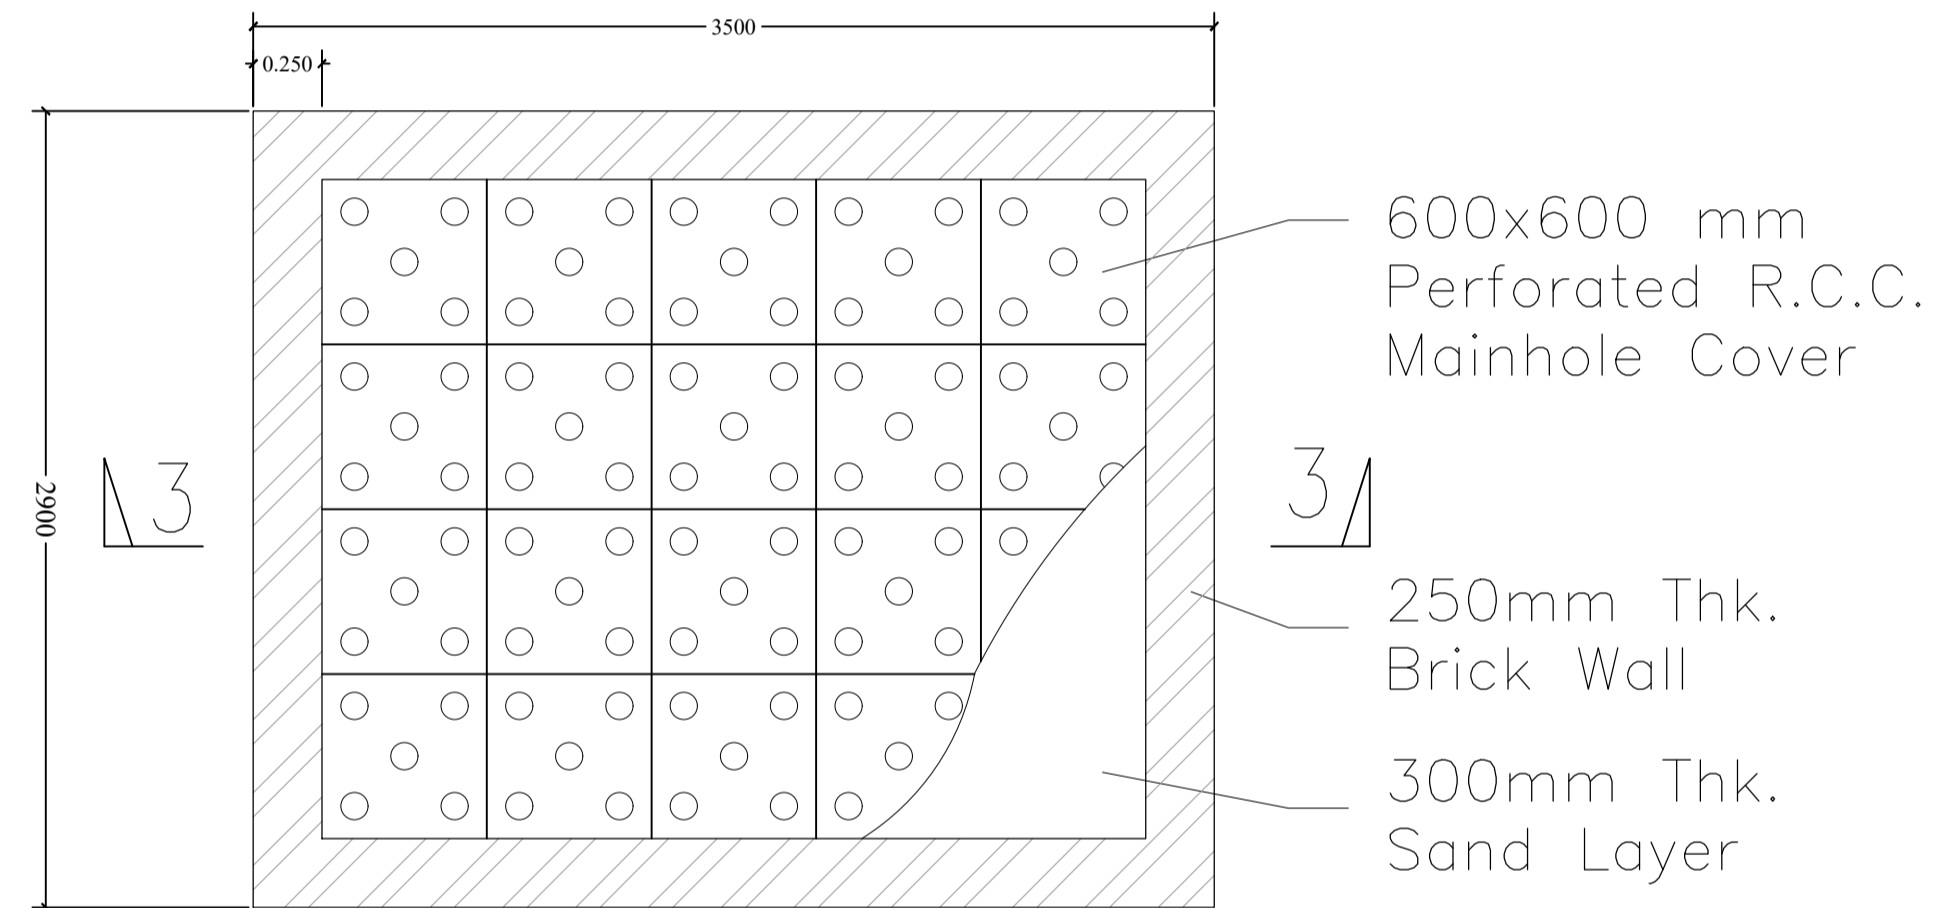 3500
0.250
2900
600x600 mm
Perforated R.C.C.
Mainhole Cover
3
3
250mm Thk.
Brick Wall
300mm Thk.
Sand Layer